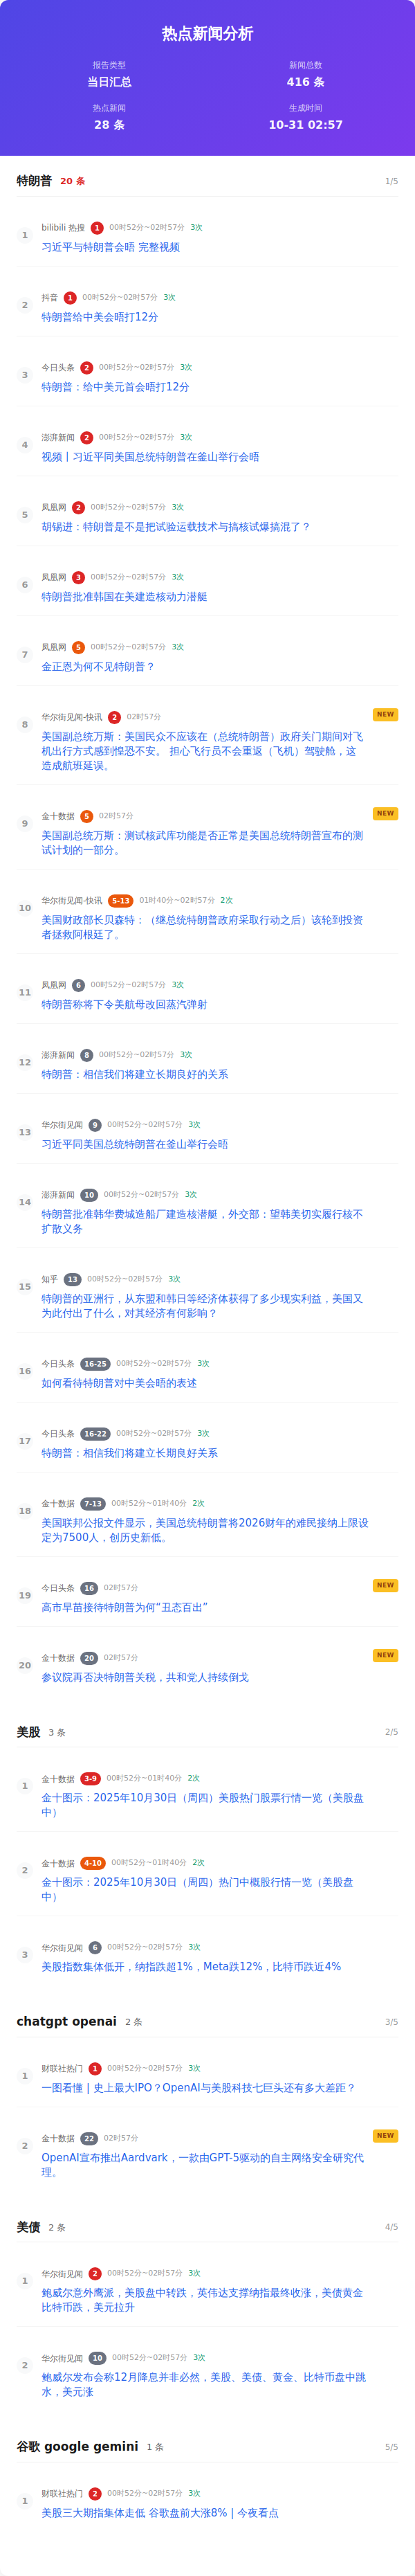 热点新闻分析
报告类型
当日汇总
新闻总数
416 条
热点新闻
28 条
生成时间
10-31 02:57
特朗普 20 条 1/5
1
bilibili 热搜 1 00时52分~02时57分 3次
习近平与特朗普会晤 完整视频
2
抖音 1 00时52分~02时57分 3次
特朗普给中美会晤打12分
3
今日头条 2 00时52分~02时57分 3次
特朗普：给中美元首会晤打12分
4
澎湃新闻 2 00时52分~02时57分 3次
视频丨习近平同美国总统特朗普在釜山举行会晤
5
凤凰网 2 00时52分~02时57分 3次
胡锡进：特朗普是不是把试验运载技术与搞核试爆搞混了？
6
凤凰网 3 00时52分~02时57分 3次
特朗普批准韩国在美建造核动力潜艇
7
凤凰网 5 00时52分~02时57分 3次
金正恩为何不见特朗普？
8
华尔街见闻-快讯 2 02时57分 NEW
美国副总统万斯：美国民众不应该在（总统特朗普）政府关门期间对飞
机出行方式感到惶恐不安。 担心飞行员不会重返（飞机）驾驶舱，这
造成航班延误。
9
金十数据 5 02时57分 NEW
美国副总统万斯：测试核武库功能是否正常是美国总统特朗普宣布的测
试计划的一部分。
10
华尔街见闻-快讯 5-13 01时40分~02时57分 2次
美国财政部长贝森特：（继总统特朗普政府采取行动之后）该轮到投资
者拯救阿根廷了。
11
凤凰网 6 00时52分~02时57分 3次
特朗普称将下令美航母改回蒸汽弹射
12
澎湃新闻 8 00时52分~02时57分 3次
特朗普：相信我们将建立长期良好的关系
13
华尔街见闻 9 00时52分~02时57分 3次
习近平同美国总统特朗普在釜山举行会晤
14
澎湃新闻 10 00时52分~02时57分 3次
特朗普批准韩华费城造船厂建造核潜艇，外交部：望韩美切实履行核不
扩散义务
15
知乎 13 00时52分~02时57分 3次
特朗普的亚洲行，从东盟和韩日等经济体获得了多少现实利益，美国又
为此付出了什么，对其经济有何影响？
16
今日头条 16-25 00时52分~02时57分 3次
如何看待特朗普对中美会晤的表述
17
今日头条 16-22 00时52分~02时57分 3次
特朗普：相信我们将建立长期良好关系
18
金十数据 7-13 00时52分~01时40分 2次
美国联邦公报文件显示，美国总统特朗普将2026财年的难民接纳上限设
定为7500人，创历史新低。
19
今日头条 16 02时57分 NEW
高市早苗接待特朗普为何“丑态百出”
20
金十数据 20 02时57分 NEW
参议院再否决特朗普关税，共和党人持续倒戈
美股 3 条 2/5
1
金十数据 3-9 00时52分~01时40分 2次
金十图示：2025年10月30日（周四）美股热门股票行情一览（美股盘
中）
2
金十数据 4-10 00时52分~01时40分 2次
金十图示：2025年10月30日（周四）热门中概股行情一览（美股盘
中）
3
华尔街见闻 6 00时52分~02时57分 3次
美股指数集体低开，纳指跌超1%，Meta跌12%，比特币跌近4%
chatgpt openai 2 条 3/5
1
财联社热门 1 00时52分~02时57分 3次
一图看懂 | 史上最大IPO？OpenAI与美股科技七巨头还有多大差距？
2
金十数据 22 02时57分 NEW
OpenAI宣布推出Aardvark，一款由GPT-5驱动的自主网络安全研究代
理。
美债 2 条 4/5
1
华尔街见闻 2 00时52分~02时57分 3次
鲍威尔意外鹰派，美股盘中转跌，英伟达支撑纳指最终收涨，美债黄金
比特币跌，美元拉升
2
华尔街见闻 10 00时52分~02时57分 3次
鲍威尔发布会称12月降息并非必然，美股、美债、黄金、比特币盘中跳
水，美元涨
谷歌 google gemini 1 条 5/5
1
财联社热门 2 00时52分~02时57分 3次
美股三大期指集体走低 谷歌盘前大涨8% | 今夜看点